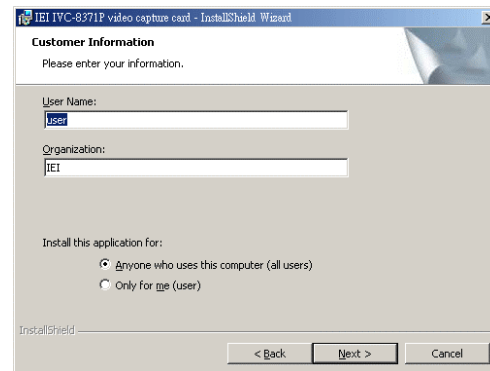 IEI IVC-8371P video capture card - InstallShield Wizard
Customer Information
Please enter your information.
User Name:
user
Organization:
IEI
Install this application for:
Anyone who uses this computer (all users)
Only for me (user)
InstallShield
< Back
Next >
Cancel